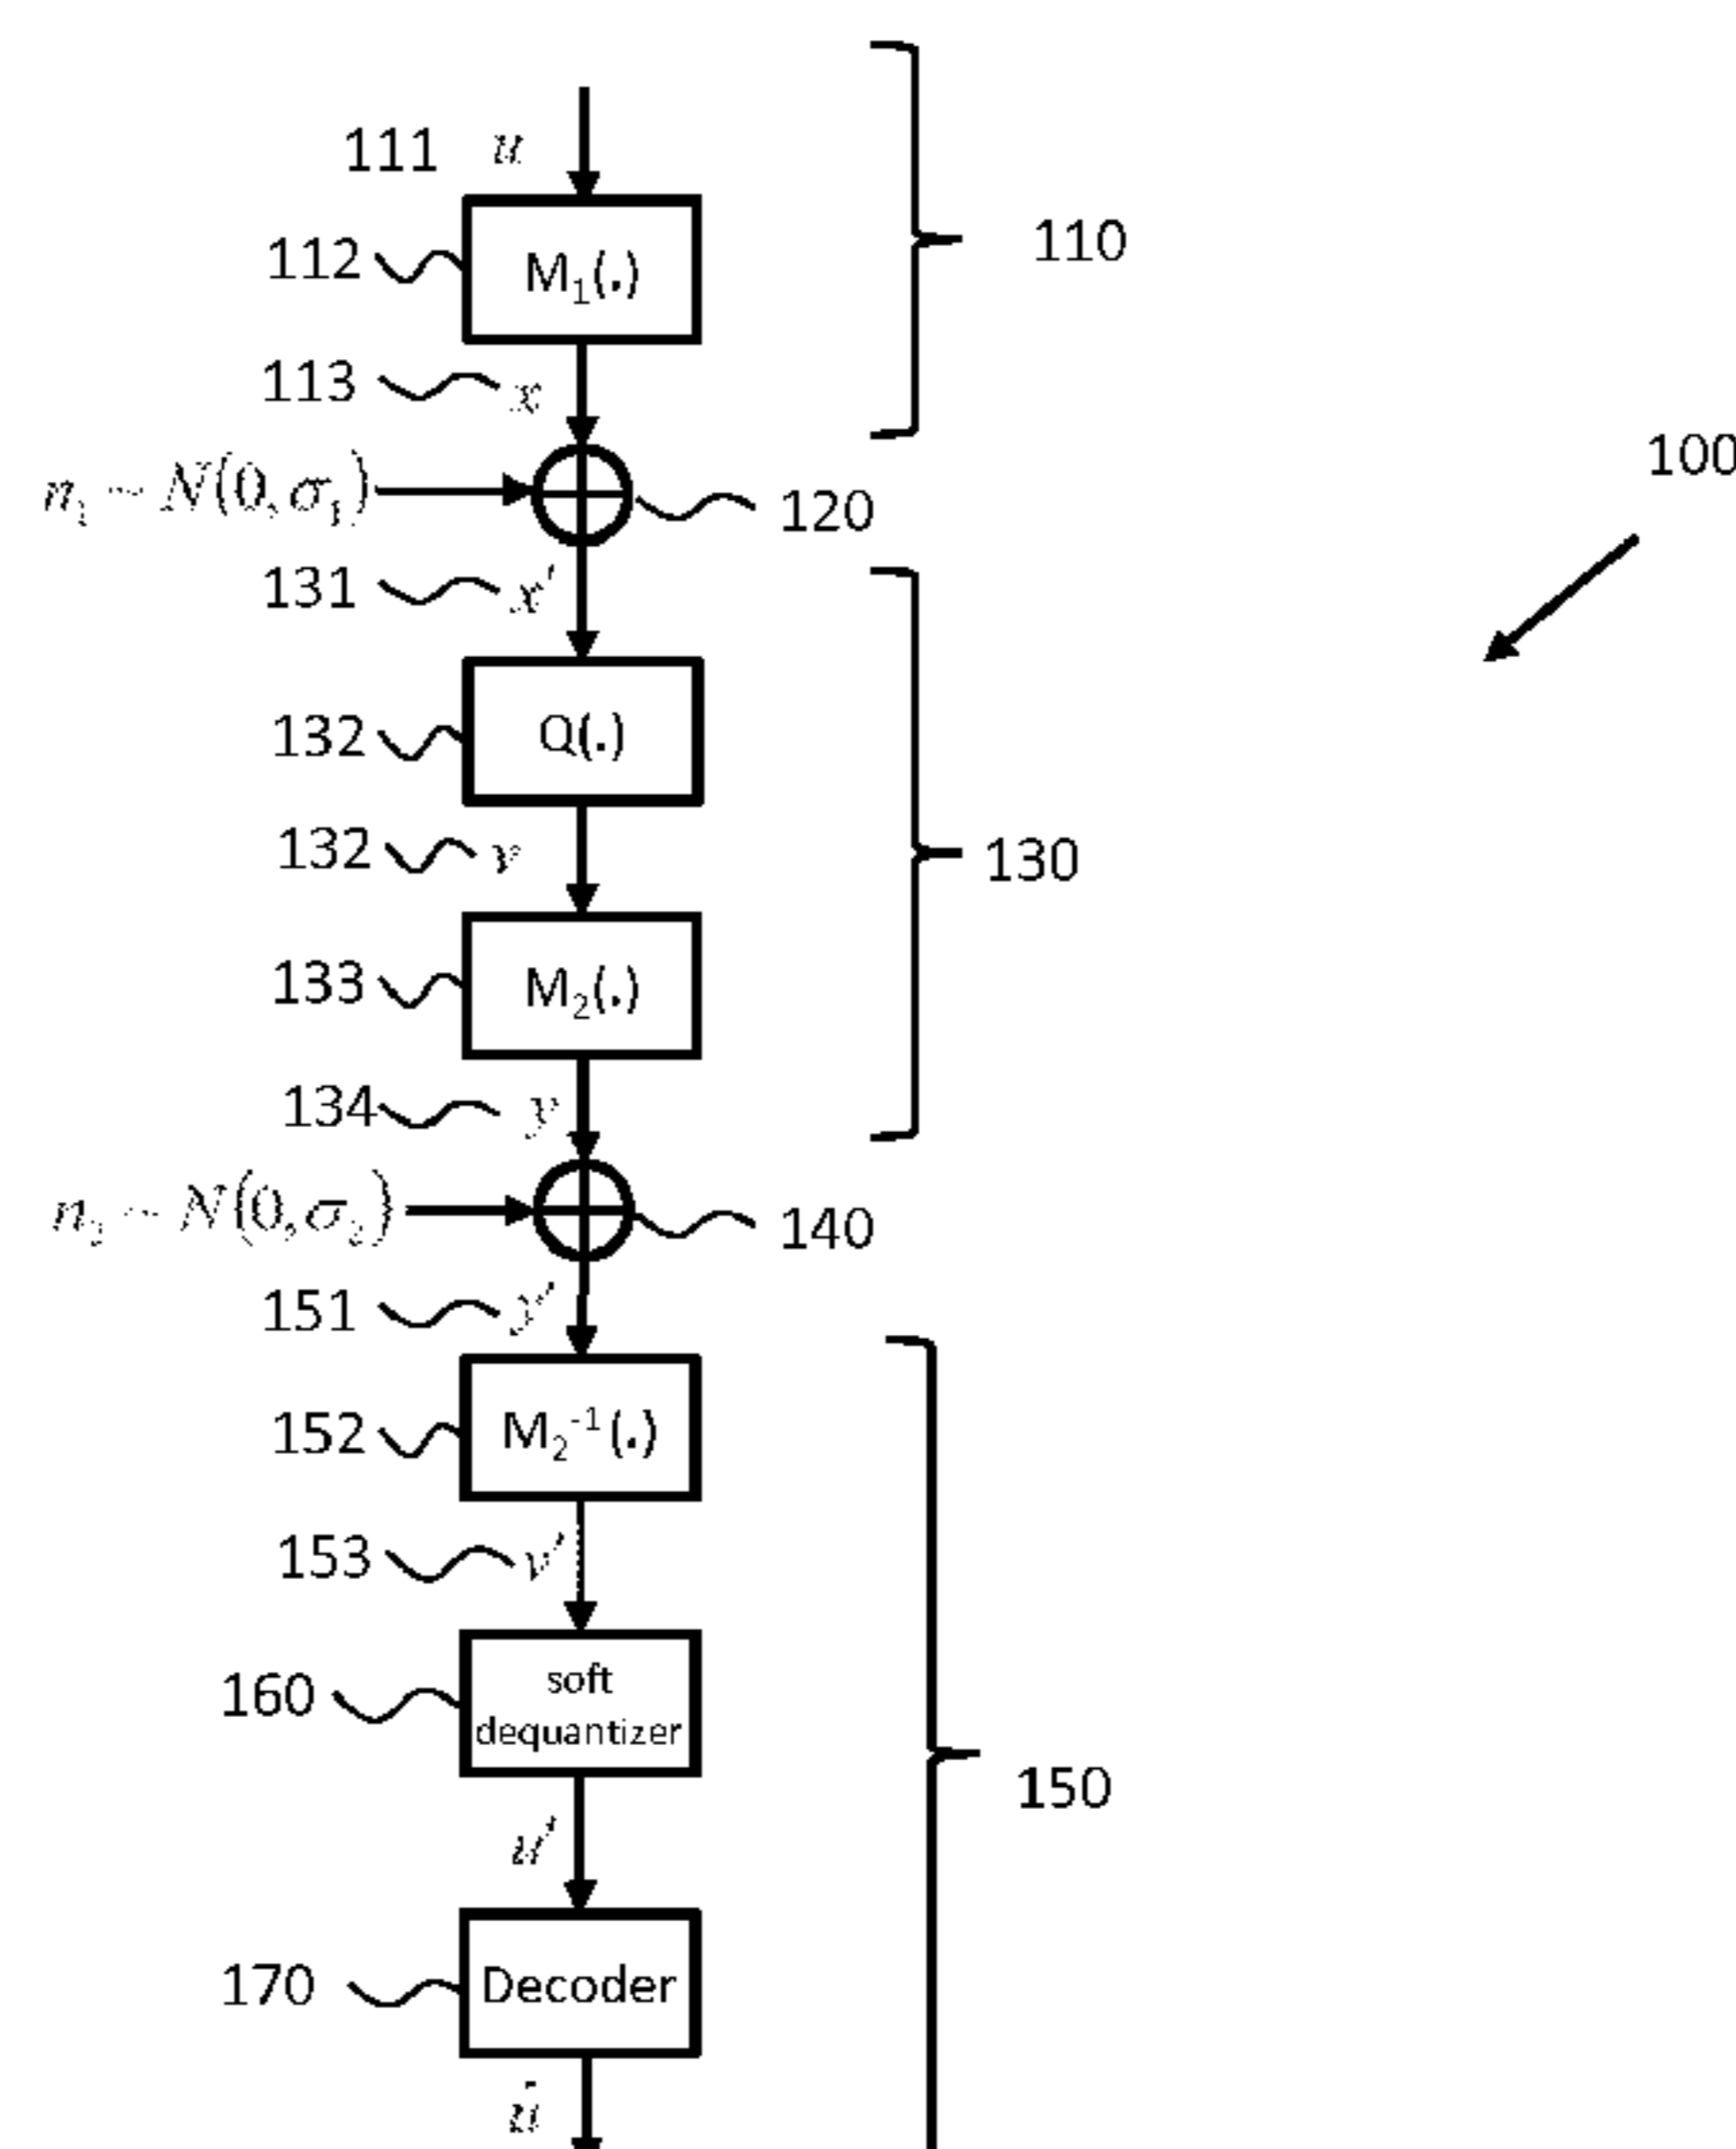 111 u
110
112 M₁(.)
113 x
100
n₁ ~ N(0, σ₁)
120
131 x'
132 Q(.)
132 v
130
133 M₂(.)
134 y
n₂ ~ N(0, σ₂)
140
151 y'
152 M₂⁻¹(.)
153 v'
160 soft
dequantizer
150
u'
170 Decoder